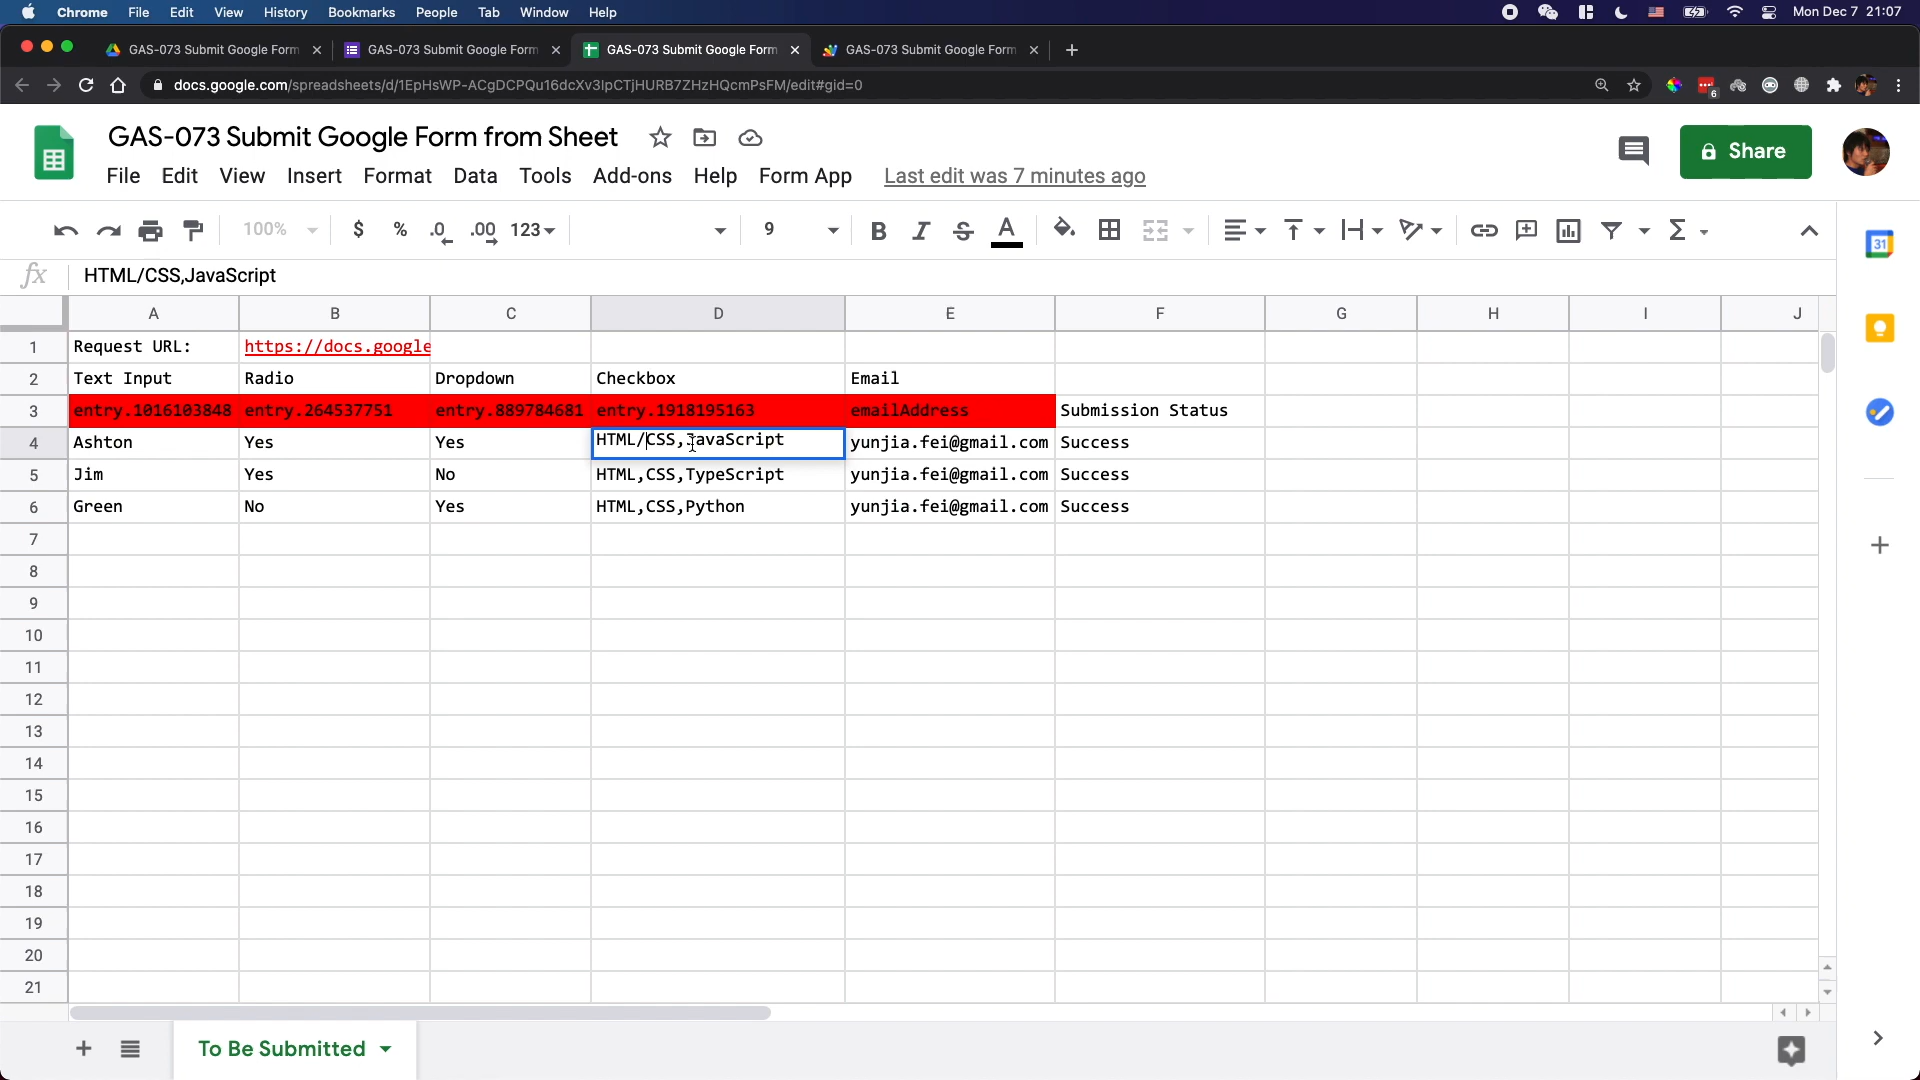 Chrome File Edit View History Bookmarks People Tab Window Help Mon Dec 7 21:07
GAS-073 Submit Google Form GAS-073 Submit Google Form GAS-073 Submit Google Form GAS-073 Submit Google Form
docs.google.com/spreadsheets/d/1EpHsWP-ACgDCPQu16dcXv3lpCTjHURB7ZHzHQcmPsFM/edit#gid=0 6
GAS-073 Submit Google Form from Sheet
Share
File Edit View Insert Format Data Tools Add-ons Help Form App Last edit was 7 minutes ago
100% $ % .0 .00 123 9 B I S A Σ
31
fx HTML/CSS,JavaScript
A B C D E F G H I J
1 Request URL: https://docs.google
2 Text Input Radio Dropdown Checkbox Email
3 entry.1016103848 entry.264537751 entry.889784681 entry.1918195163 emailAddress Submission Status
4 Ashton Yes Yes HTML/CSS,JavaScript yunjia.fei@gmail.com Success
5 Jim Yes No HTML,CSS,TypeScript yunjia.fei@gmail.com Success
6 Green No Yes HTML,CSS,Python yunjia.fei@gmail.com Success
7
8
9
10
11
12
13
14
15
16
17
18
19
20
21
To Be Submitted